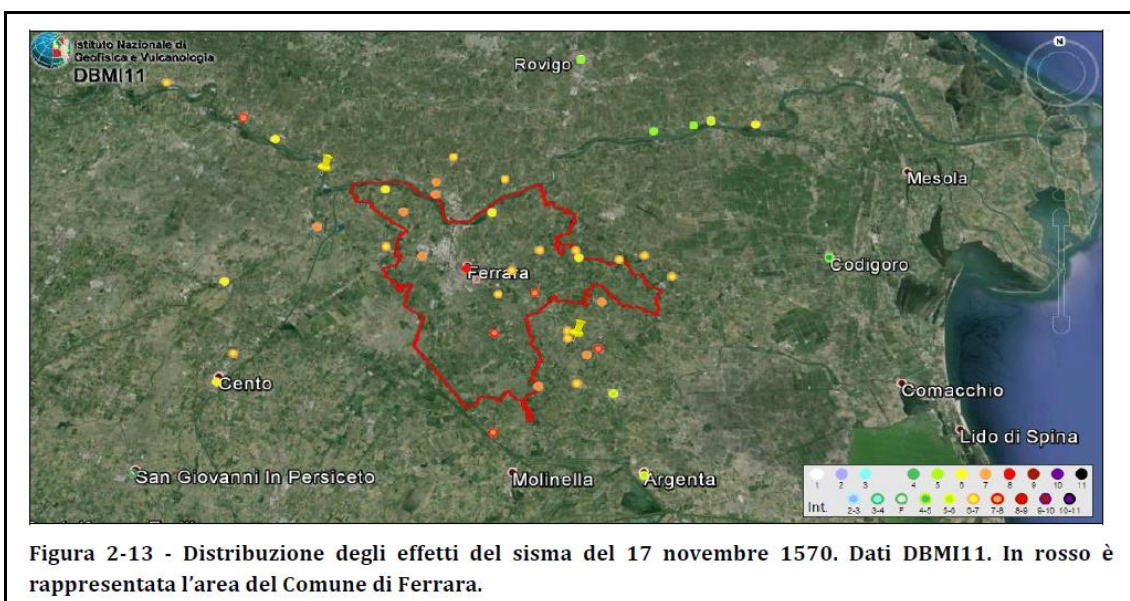 Istituto Nazionale di
Geofisica e Vulcanologia
DBMI11
N
Rovigo
Mesola
Codigoro
Ferrara
Cento
Comacchio
Lido di Spina
San Giovanni In Persiceto
Molinella
Argenta
1 2 3 4 5 6 7 8 9 10 11
Int. 2-3 3-4 F 4-5 5-6 6-7 7-8 8-9 9-10 10-11
Figura 2-13 - Distribuzione degli effetti del sisma del 17 novembre 1570. Dati DBMI11. In rosso è
rappresentata l'area del Comune di Ferrara.